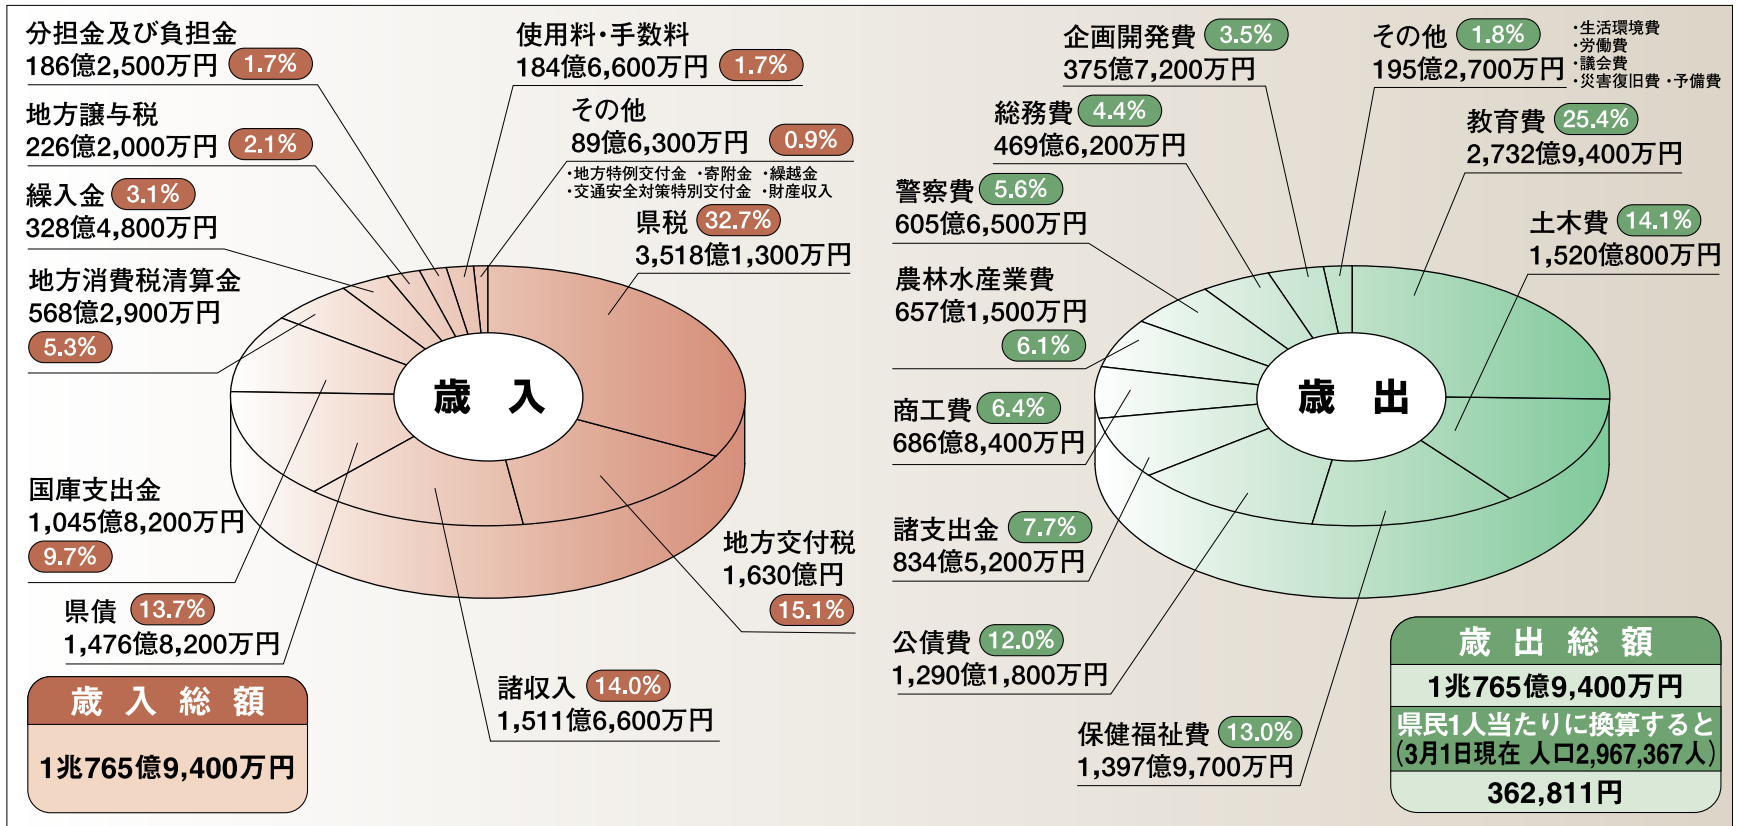 分担金及び負担金
186億2,500万円 1.7%
地方譲与税
226億2,000万円 2.1%
繰入金 3.1%
328億4,800万円
地方消費税清算金
568億2,900万円
5.3%
国庫支出金
1,045億8,200万円
9.7%
県債 13.7%
1,476億8,200万円
使用料・手数料
184億6,600万円 1.7%
その他
89億6,300万円 0.9%
・地方特例交付金 ・寄附金 ・繰越金
・交通安全対策特別交付金 ・財産収入
県税 32.7%
3,518億1,300万円
歳 入
地方交付税
1,630億円
15.1%
諸収入 14.0%
1,511億6,600万円
歳入総額
1兆765億9,400万円
企画開発費 3.5%
375億7,200万円
総務費 4.4%
469億6,200万円
警察費 5.6%
605億6,500万円
農林水産業費
657億1,500万円
6.1%
商工費 6.4%
686億8,400万円
諸支出金 7.7%
834億5,200万円
公債費 12.0%
1,290億1,800万円
保健福祉費 13.0%
1,397億9,700万円
その他 1.8%
195億2,700万円
・生活環境費
・労働費
・議会費
・災害復旧費 ・予備費
教育費 25.4%
2,732億9,400万円
土木費 14.1%
1,520億800万円
歳 出
歳出総額
1兆765億9,400万円
県民1人当たりに換算すると
(3月1日現在 人口2,967,367人)
362,811円